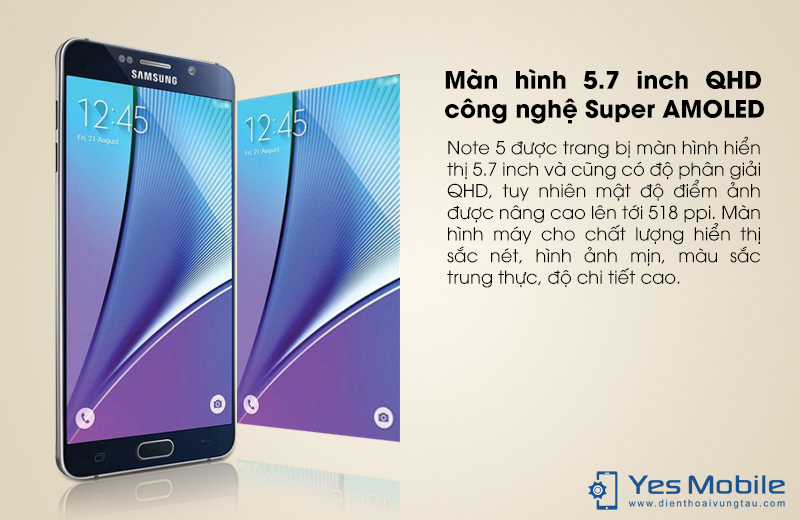 SAMSUNG
12:45
Fri, 21 August
12:45
Fri, 21 August
Màn hình 5.7 inch QHD
công nghệ Super AMOLED
Note 5 được trang bị màn hình hiển
thị 5.7 inch và cũng có độ phân giải
QHD, tuy nhiên mật độ điểm ảnh
được nâng cao lên tới 518 ppi. Màn
hình máy cho chất lượng hiển thị
sắc nét, hình ảnh mịn, màu sắc
trung thực, độ chi tiết cao.
Yes Mobile
www.dienthoaivungtau.com